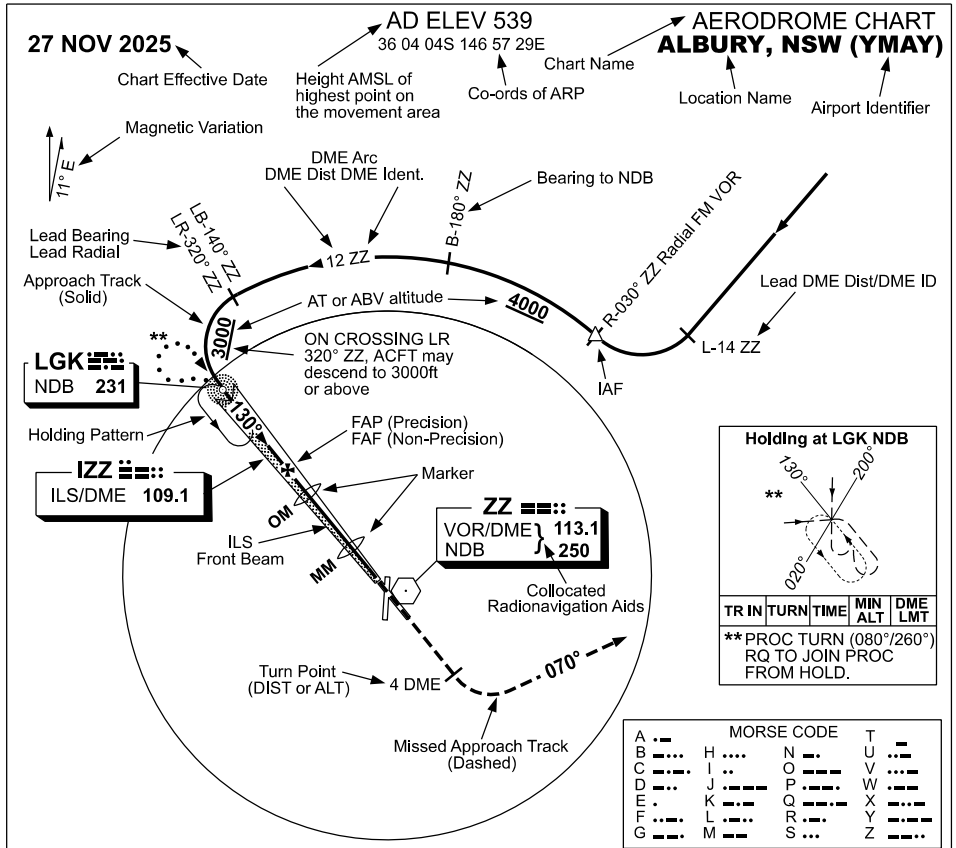 27 NOV 2025
AD ELEV 539
36 04 04S 146 57 29E
AERODROME CHART
ALBURY, NSW (YMAY)
Chart Effective Date
Height AMSL of
highest point on
the movement area
Co-ords of ARP
Chart Name
Location Name
Airport Identifier
11° E
Magnetic Variation
DME Arc
DME Dist DME Ident.
Bearing to NDB
B-180° ZZ
R-030° ZZ Radial FM VOR
LB-140° ZZ
LR-320° ZZ
Lead Bearing
Lead Radial
12 ZZ
Lead DME Dist/DME ID
Approach Track
(Solid)
AT or ABV altitude
4000
3000
L-14 ZZ
**
ON CROSSING LR
320° ZZ, ACFT may
descend to 3000ft
or above
IAF
LGK
NDB 231
130°
Holding Pattern
FAP (Precision)
FAF (Non-Precision)
IZZ
ILS/DME 109.1
Marker
OM
ILS
Front Beam
MM
ZZ
VOR/DME } 113.1
NDB 250
Collocated
Radionavigation Aids
Holding at LGK NDB
130°
200°
**
020°
TR IN TURN TIME MIN ALT DME LMT
** PROC TURN (080°/260°)
RQ TO JOIN PROC
FROM HOLD.
Turn Point
(DIST or ALT)
4 DME
070°
Missed Approach Track
(Dashed)
MORSE CODE
A .- T -
B -... H .... N -. U ..-
C -.-. I .. O --- V ...-
D -.. J .--- P .--. W .--
E . K -.- Q --.- X -..-
F ..-. L .-.. R .-. Y -.--
G --. M -- S ... Z --..